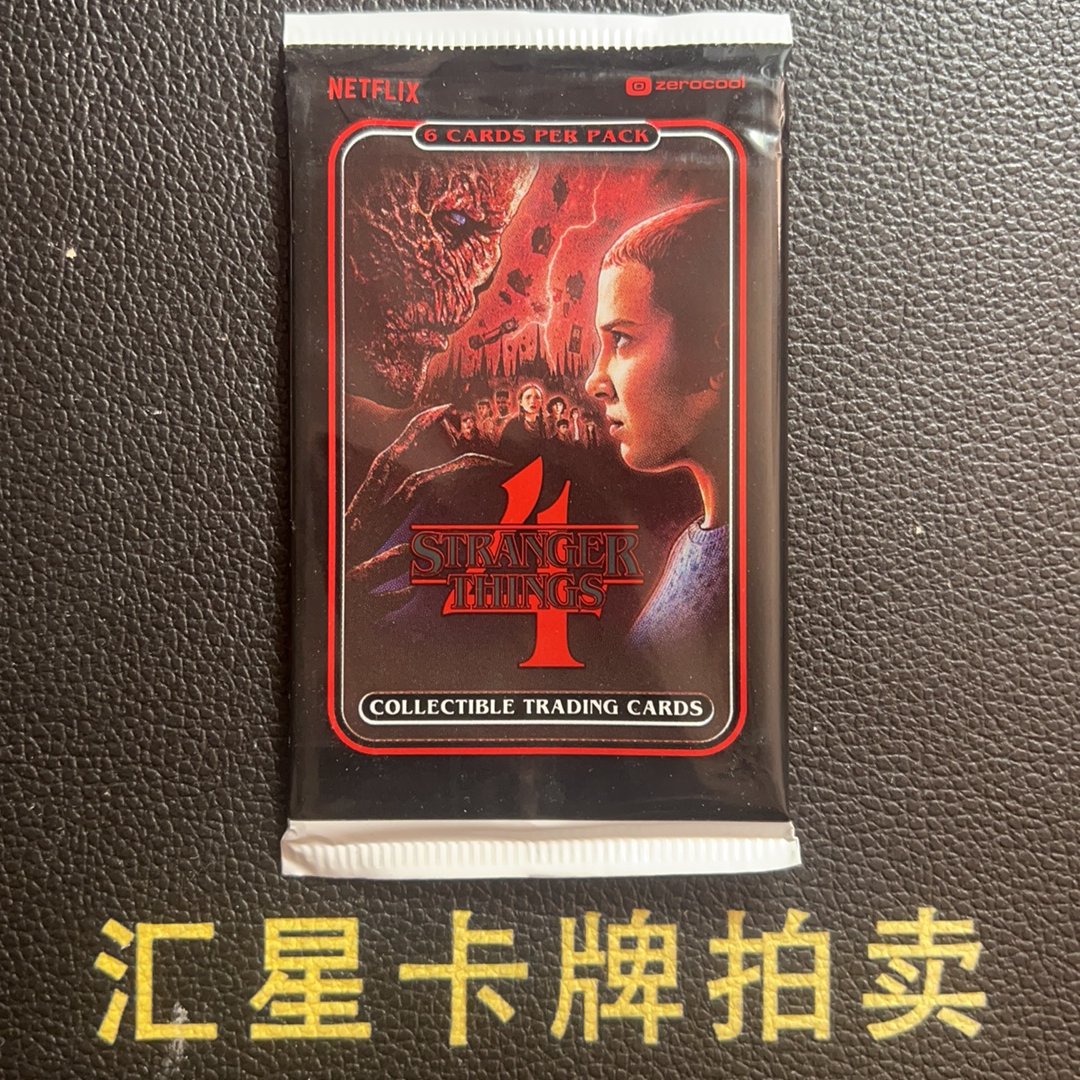 NETFLIX zerocool
6 CARDS PER PACK
4
STRANGER
THINGS
COLLECTIBLE TRADING CARDS
汇星卡牌拍卖